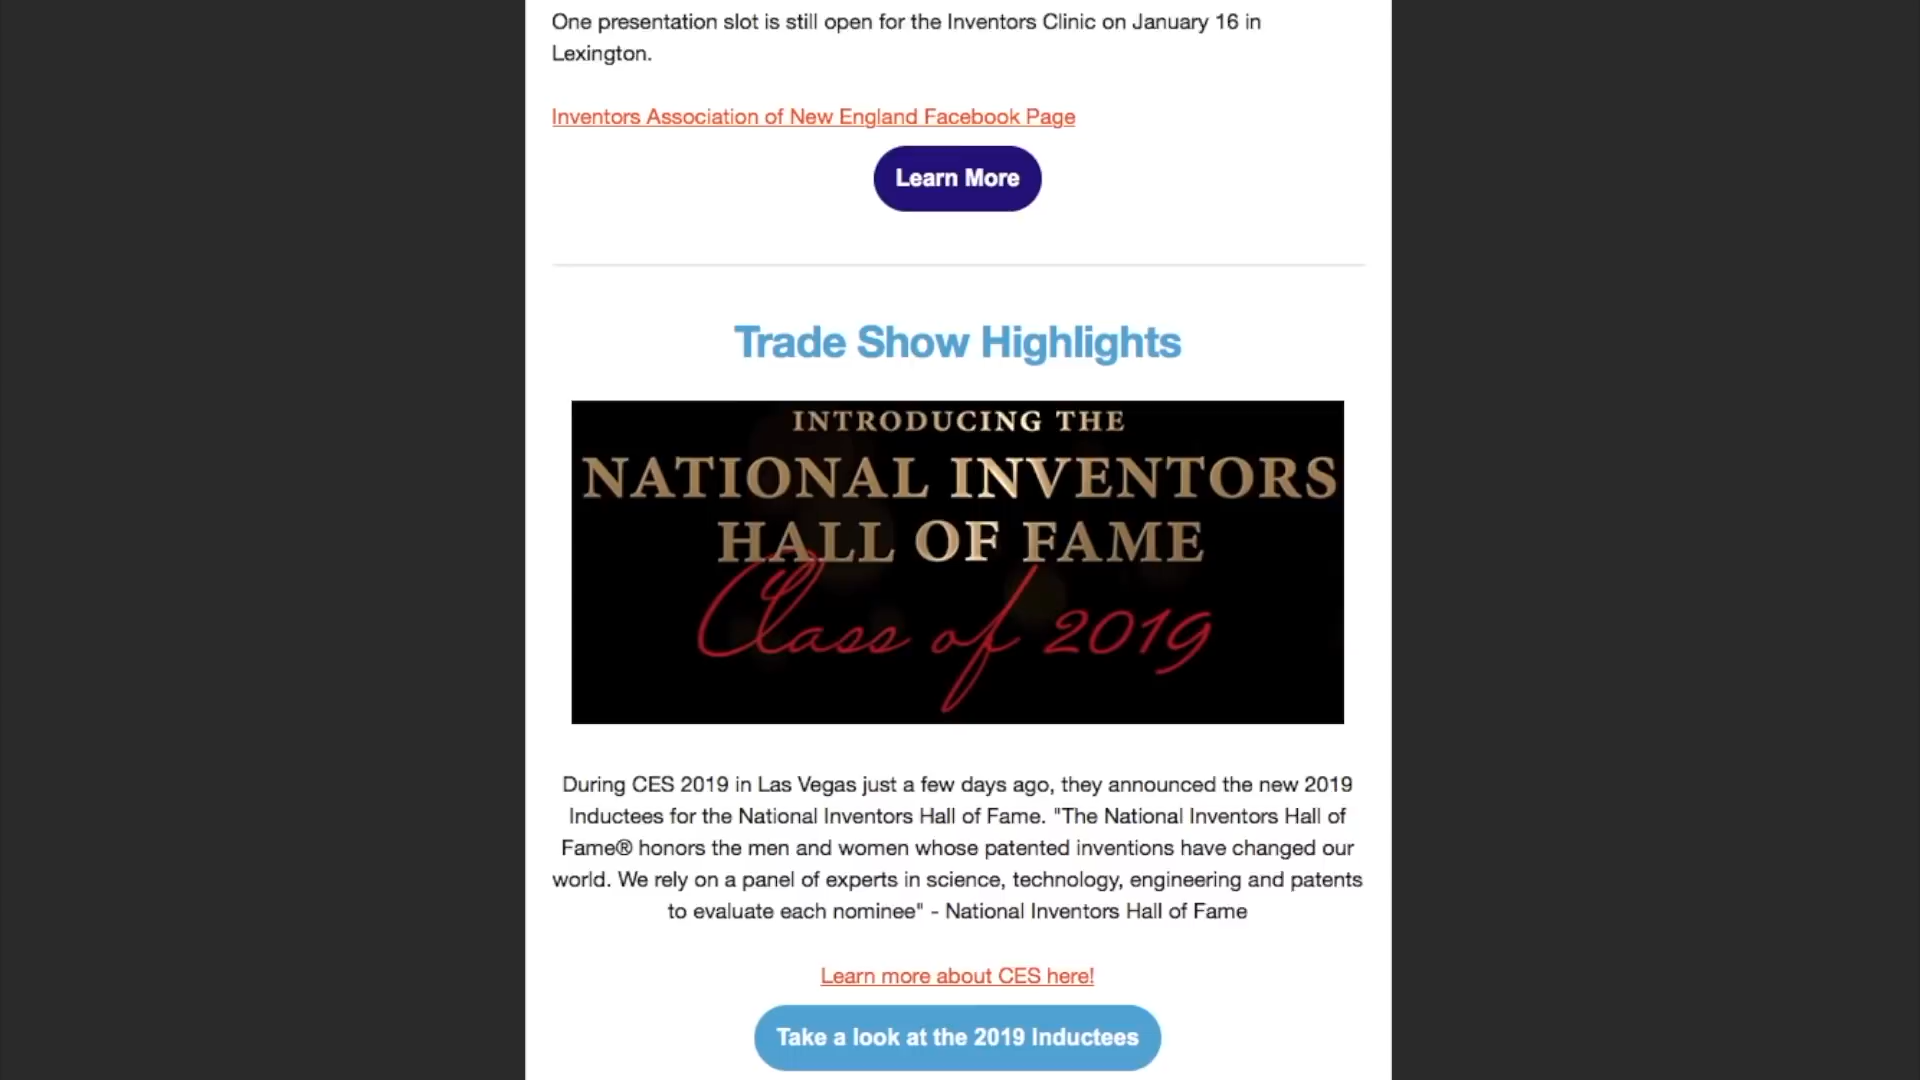 One presentation slot is still open for the Inventors Clinic on January 16 in
Lexington.
Inventors Association of New England Facebook Page
Learn More
Trade Show Highlights
INTRODUCING THE
NATIONAL INVENTORS
HALL OF FAME
Class of 2019
During CES 2019 in Las Vegas just a few days ago, they announced the new 2019
Inductees for the National Inventors Hall of Fame. "The National Inventors Hall of
Fame® honors the men and women whose patented inventions have changed our
world. We rely on a panel of experts in science, technology, engineering and patents
to evaluate each nominee" - National Inventors Hall of Fame
Learn more about CES here!
Take a look at the 2019 Inductees